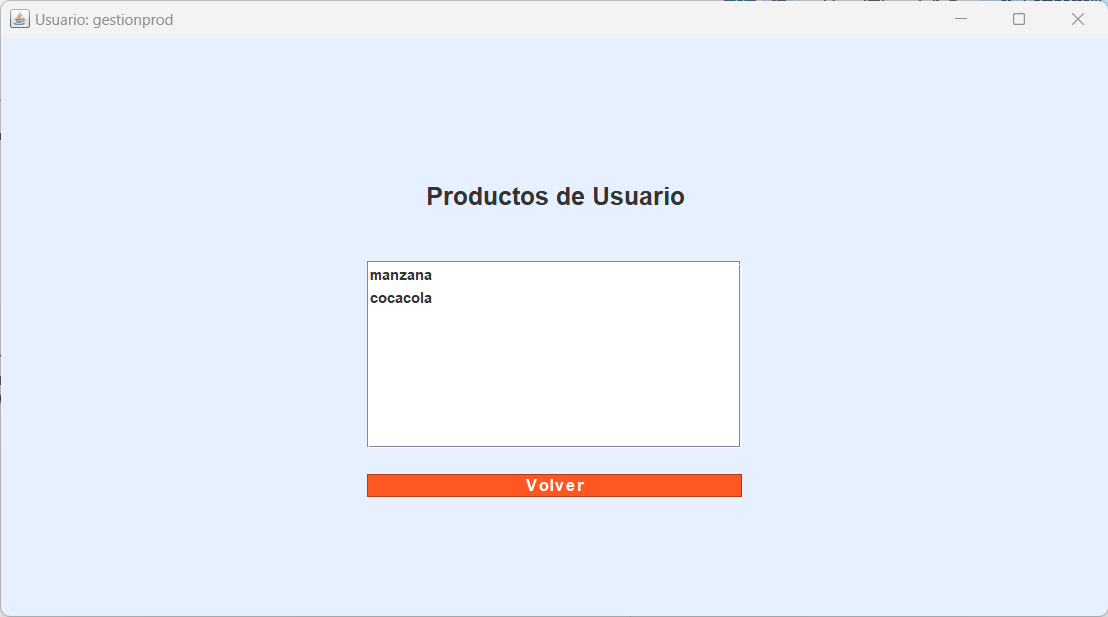 Usuario: gestionprod
Productos de Usuario
manzana
cocacola
Volver